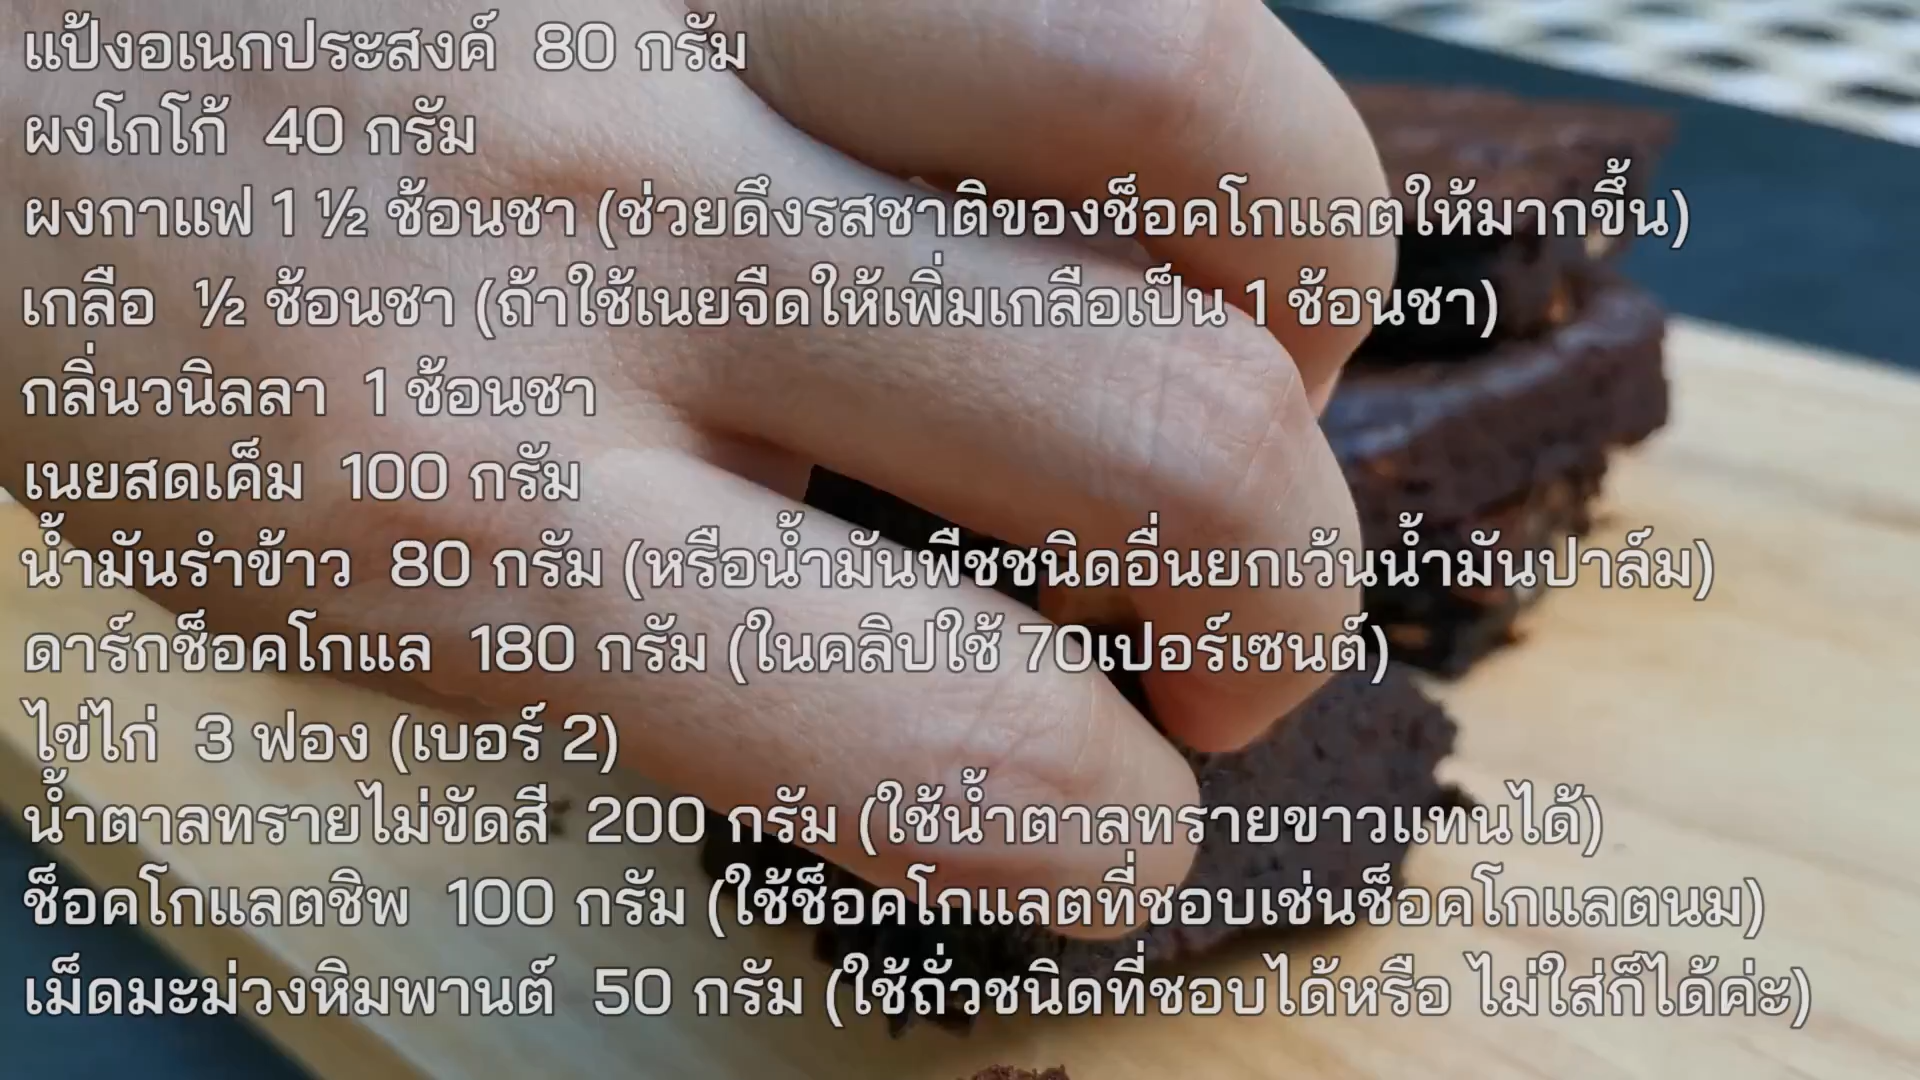 แป้งอเนกประสงค์ 80 กรัม
ผงโกโก้ 40 กรัม
ผงกาแฟ 1 ½ ช้อนชา (ช่วยดึงรสชาติของช็อคโกแลตให้มากขึ้น)
เกลือ ½ ช้อนชา (ถ้าใช้เนยจืดให้เพิ่มเกลือเป็น 1 ช้อนชา)
กลิ่นวนิลลา 1 ช้อนชา
เนยสดเค็ม 100 กรัม
น้ำมันรำข้าว 80 กรัม (หรือน้ำมันพืชชนิดอื่นยกเว้นน้ำมันปาล์ม)
ดาร์กช็อคโกแล 180 กรัม (ในคลิปใช้ 70เปอร์เซนต์)
ไข่ไก่ 3 ฟอง (เบอร์ 2)
น้ำตาลทรายไม่ขัดสี 200 กรัม (ใช้น้ำตาลทรายขาวแทนได้)
ช็อคโกแลตชิพ 100 กรัม (ใช้ช็อคโกแลตที่ชอบเช่นช็อคโกแลตนม)
เม็ดมะม่วงหิมพานต์ 50 กรัม (ใช้ถั่วชนิดที่ชอบได้หรือ ไม่ใส่ก็ได้ค่ะ)